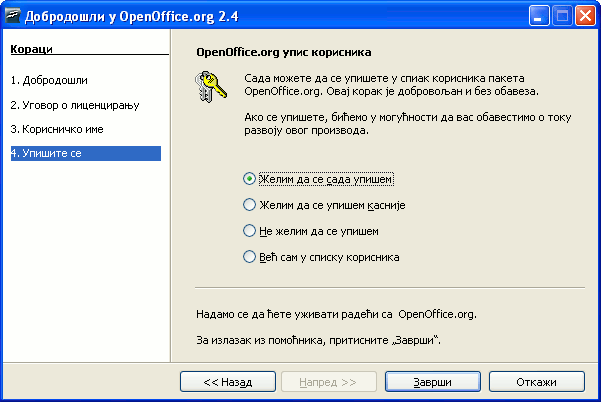 Добродошли у OpenOffice.org 2.4
Кораци
1. Добродошли
2. Уговор о лиценцирању
3. Корисничко име
4. Упишите се
OpenOffice.org упис корисника
Сада можете да се упишете у спиак корисника пакета
OpenOffice.org. Овај корак је добровољан и без обавеза.
Ако се упишете, бићемо у могућности да вас обавестимо о току
развоју овог производа.
Желим да се сада упишем
Желим да се упишем касније
Не желим да се упишем
Већ сам у списку корисника
Надамо се да ћете уживати радећи са  OpenOffice.org.
За излазак из помоћника, притисните „Заврши“.
<< Назад
Напред >>
Заврши
Откажи